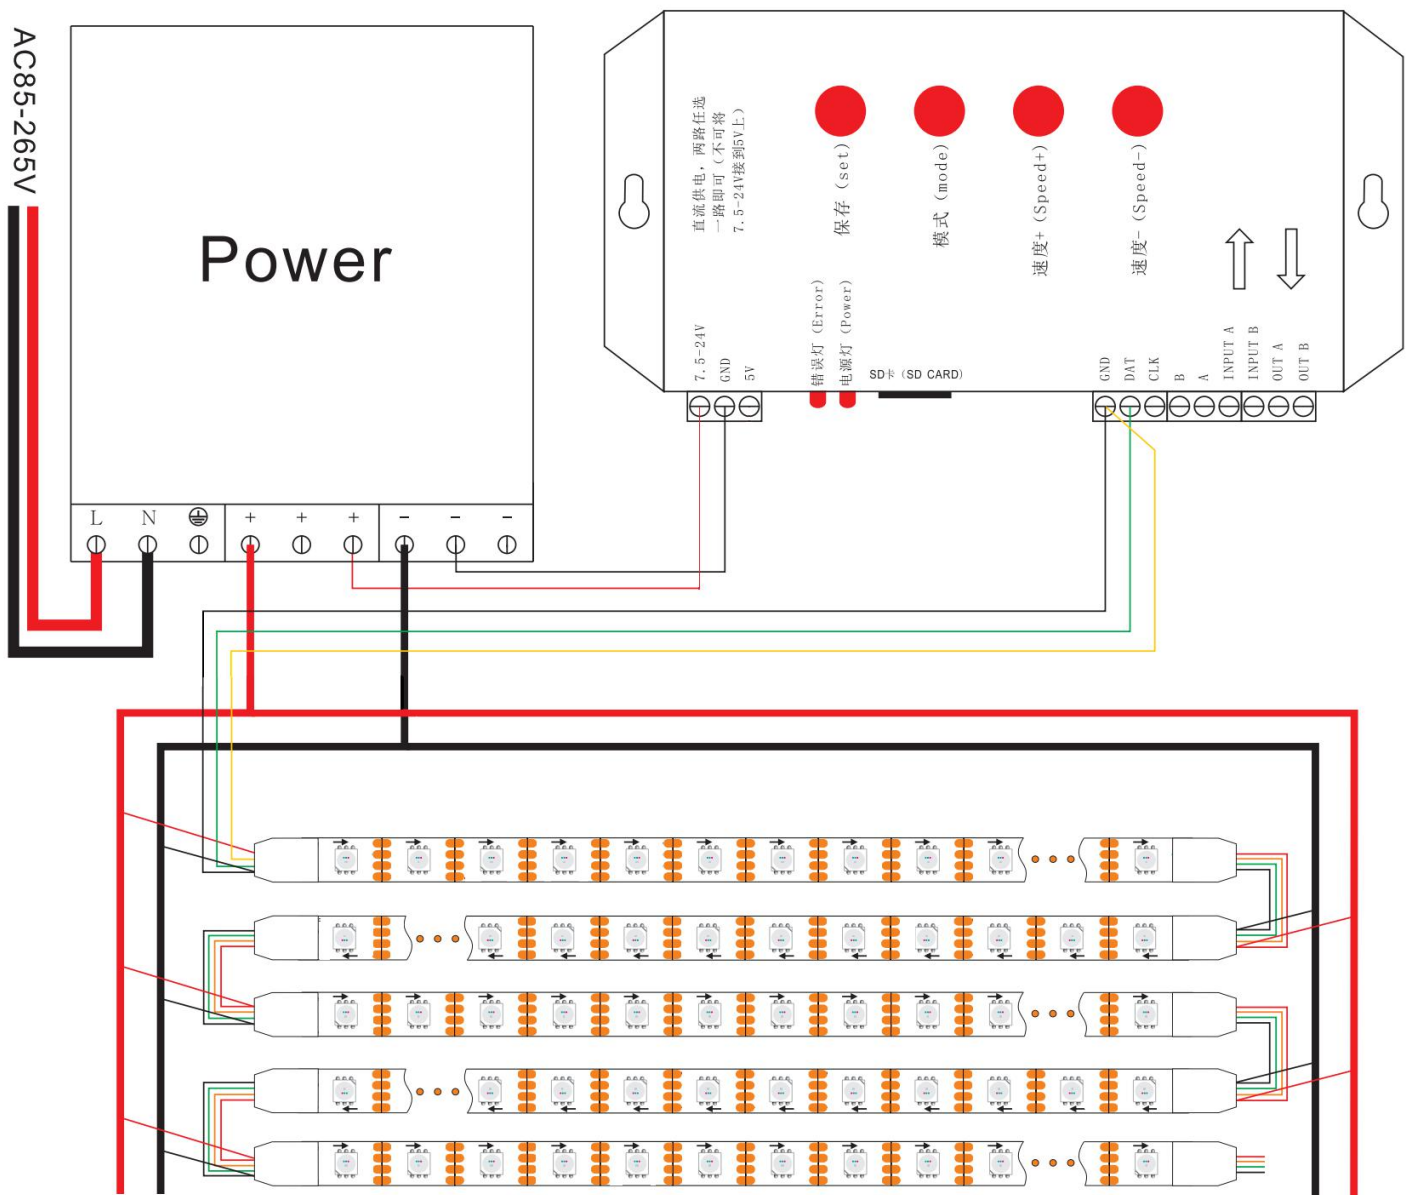 AC85-265V
Power
L
N
+
+
+
-
-
-
直流供电，两路任选
一路即可（不可将
7.5-24V接到5V上）
保存（set）
模式（mode）
速度+（Speed+）
速度-（Speed-）
7.5-24V
GND
5V
错误灯（Error）
电源灯（Power）
SD卡（SD CARD）
GND
DAT
CLK
B
A
INPUT A
INPUT B
OUT A
OUT B